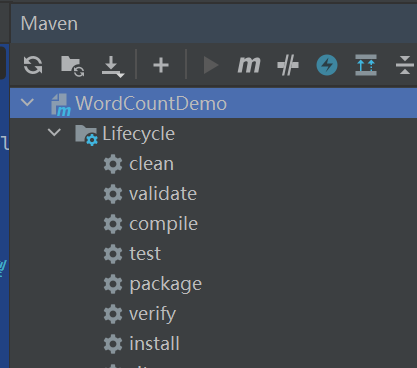 Maven
WordCountDemo
Lifecycle
clean
validate
compile
test
package
verify
install